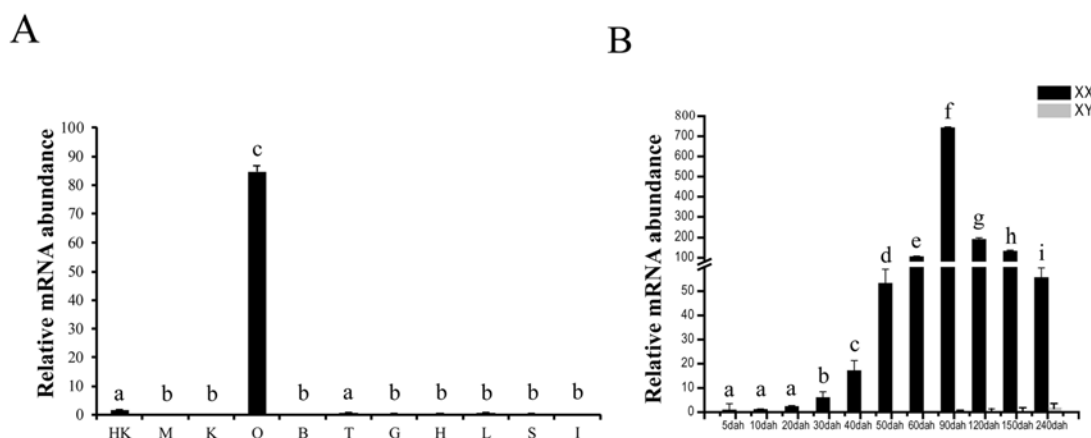 A
Relative mRNA abundance
100
90
80
70
60
50
40
30
20
10
0
a b b c b a b b b b b
HK M K O B T G H L S I
B
XX
XY
Relative mRNA abundance
800
700
600
500
400
300
200
100
50
40
30
20
10
0
a a a b c d e f g h i
5dah 10dah 20dah 30dah 40dah 50dah 60dah 90dah 120dah 150dah 240dah